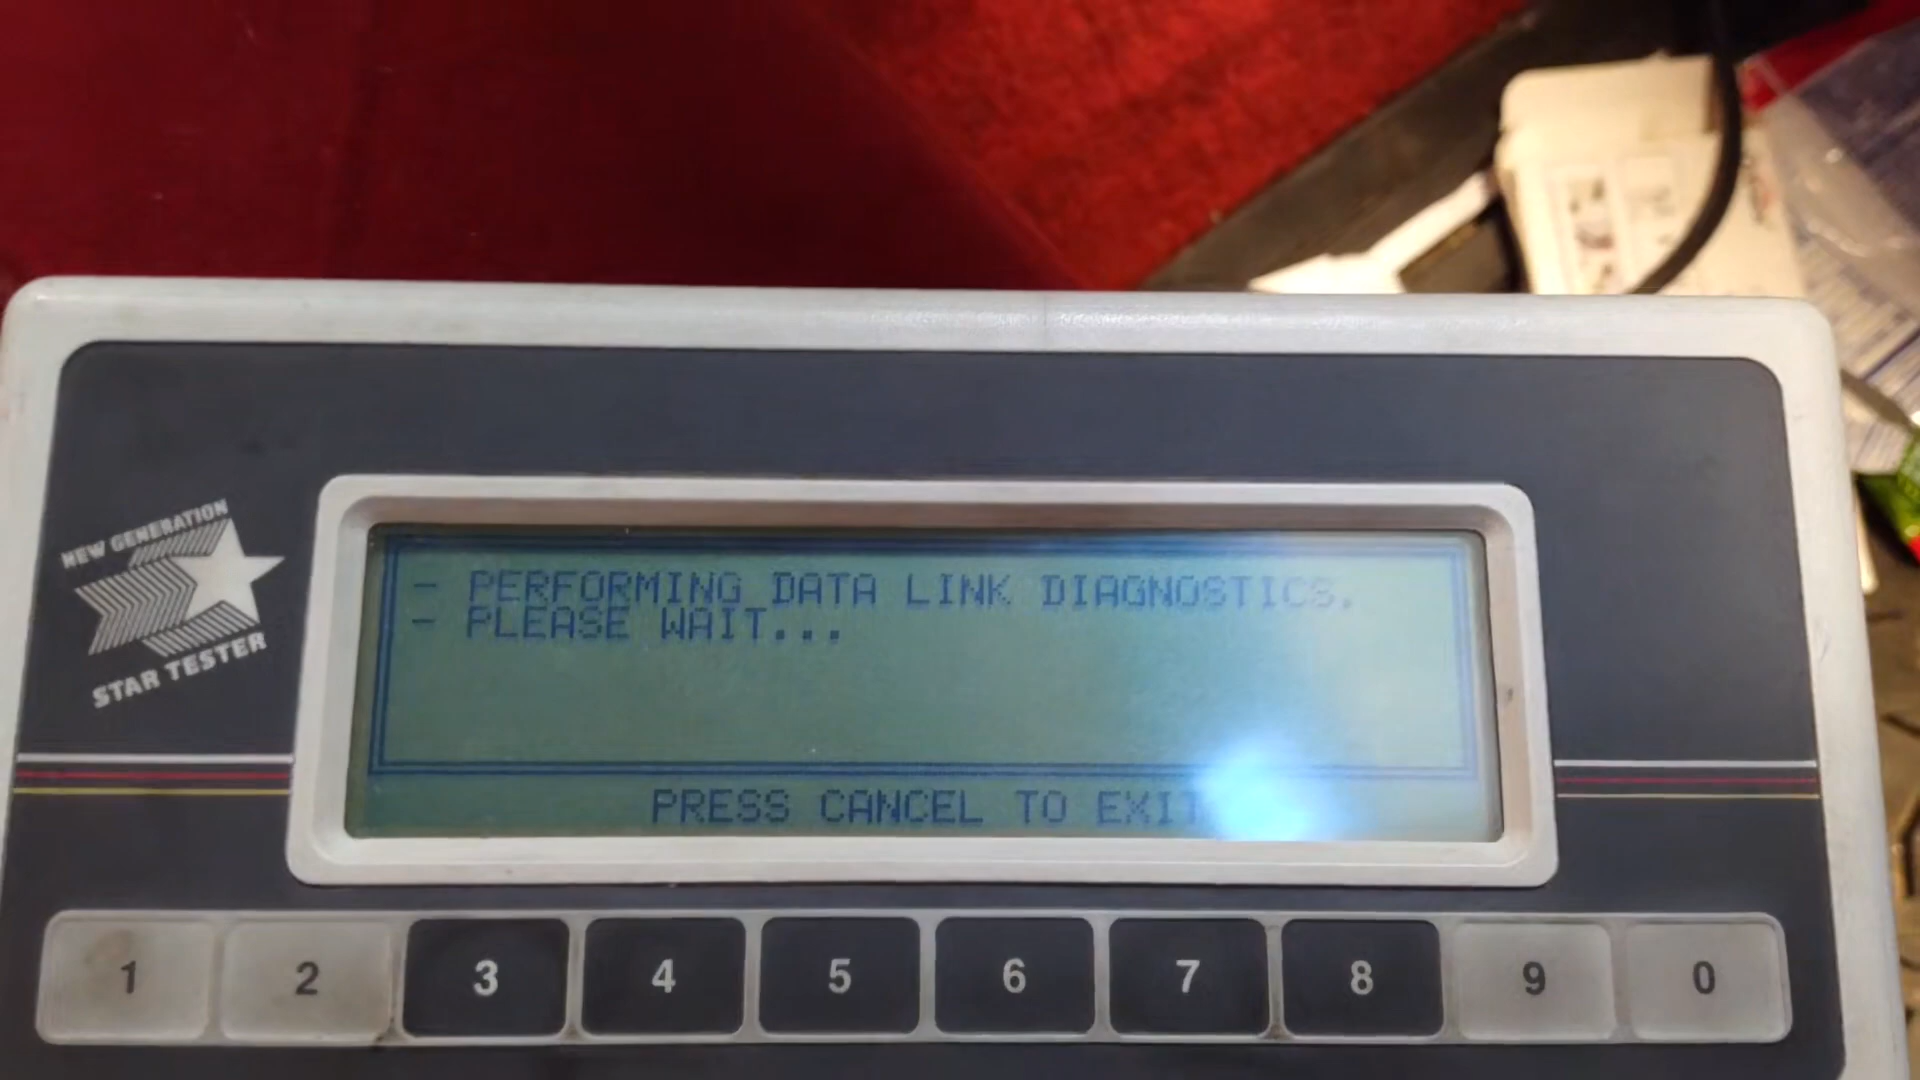 NEW GENERATION
STAR TESTER
- PERFORMING DATA LINK DIAGNOSTICS.
- PLEASE WAIT...
PRESS CANCEL TO EXIT
1 2 3 4 5 6 7 8 9 0